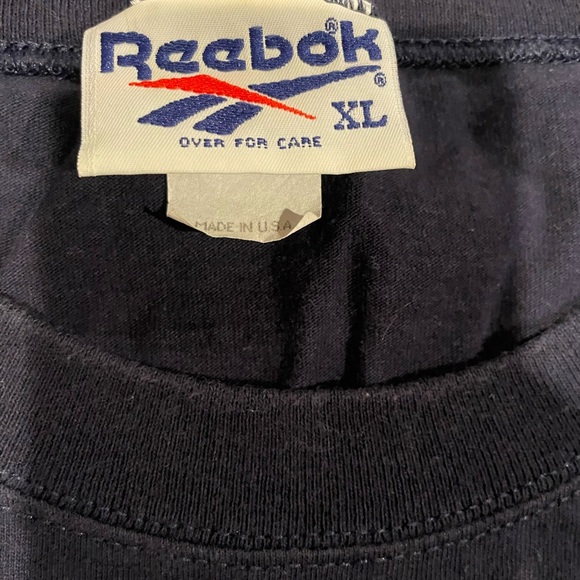 Reebok®
® XL
OVER FOR CARE
MADE IN U.S.A.